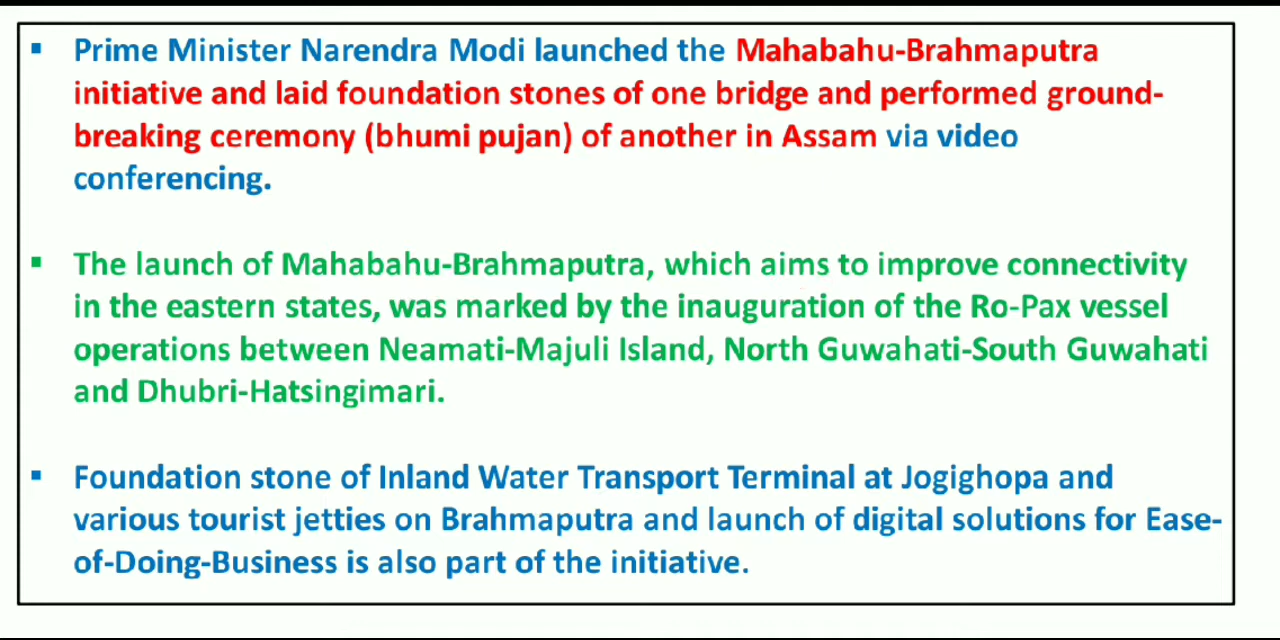 ▪ Prime Minister Narendra Modi launched the Mahabahu-Brahmaputra
initiative and laid foundation stones of one bridge and performed ground-
breaking ceremony (bhumi pujan) of another in Assam via video
conferencing.
▪ The launch of Mahabahu-Brahmaputra, which aims to improve connectivity
in the eastern states, was marked by the inauguration of the Ro-Pax vessel
operations between Neamati-Majuli Island, North Guwahati-South Guwahati
and Dhubri-Hatsingimari.
▪ Foundation stone of Inland Water Transport Terminal at Jogighopa and
various tourist jetties on Brahmaputra and launch of digital solutions for Ease-
of-Doing-Business is also part of the initiative.